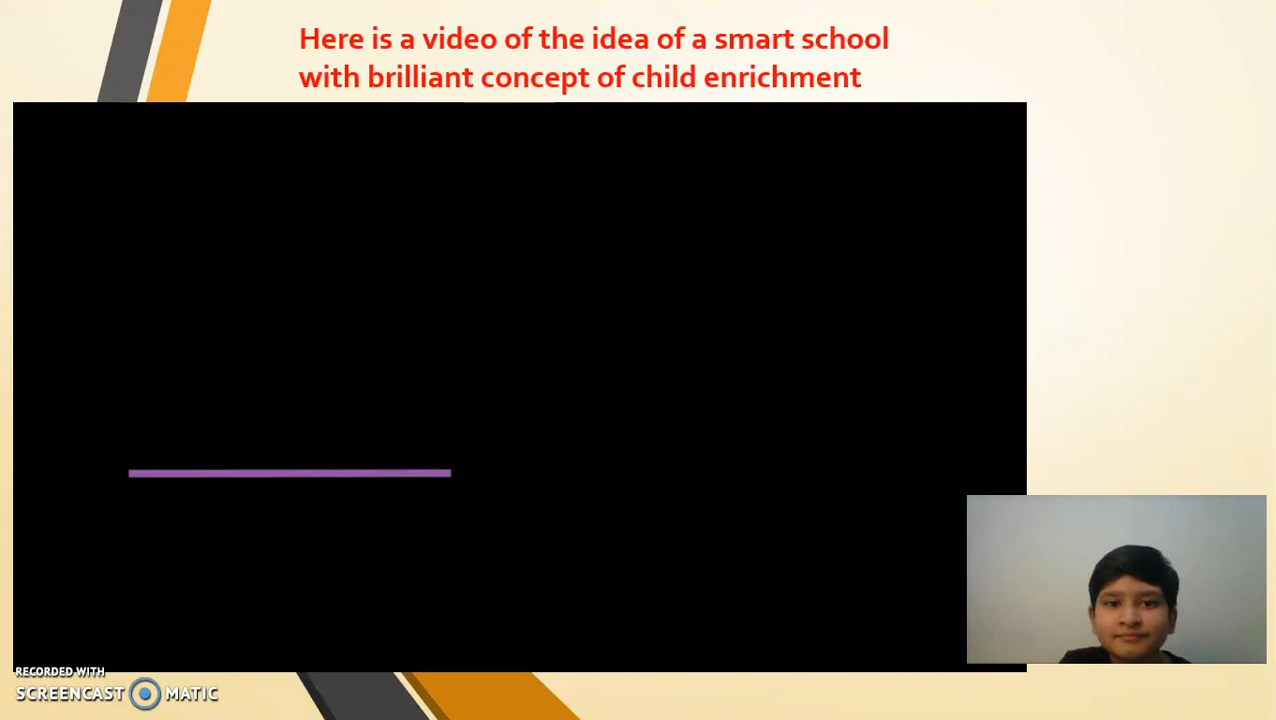 Here is a video of the idea of a smart school
with brilliant concept of child enrichment
RECORDED WITH
SCREENCAST MATIC